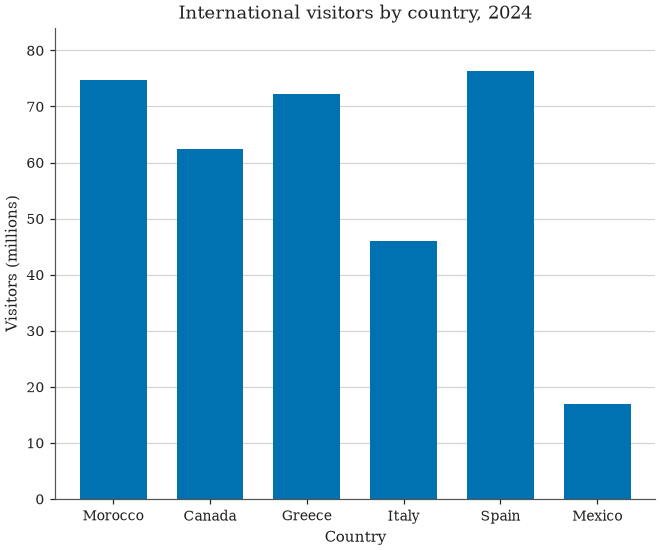 International visitors by country, 2024
Visitors (millions)
80
70
60
50
40
30
20
10
0
Morocco Canada Greece Italy Spain Mexico
Country